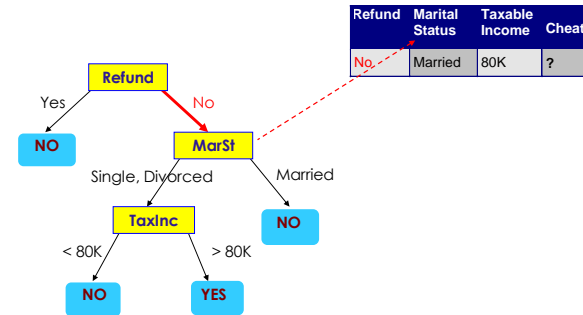 Refund Marital Status Taxable Income Cheat
No Married 80K ?
Refund
Yes No
NO MarSt
Single, Divorced Married
TaxInc NO
< 80K > 80K
NO YES